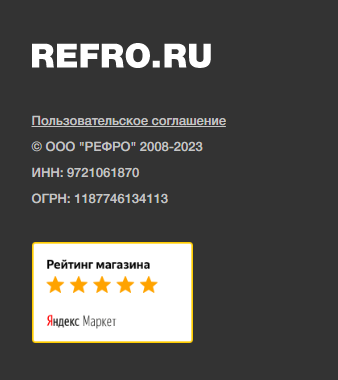 REFRO.RU
Пользовательское соглашение
© ООО "РЕФРО" 2008-2023
ИНН: 9721061870
ОГРН: 1187746134113
Рейтинг магазина
Яндекс Маркет